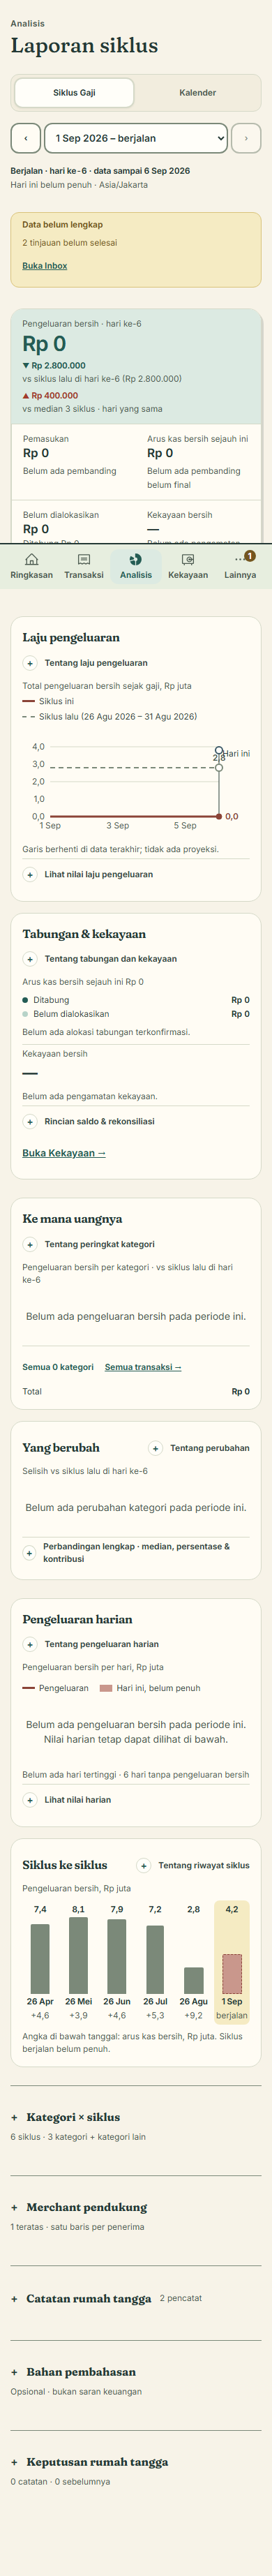 Analisis
Laporan siklus
Siklus Gaji
Kalender
‹
1 Sep 2026 – berjalan
›
Berjalan · hari ke-6 · data sampai 6 Sep 2026
Hari ini belum penuh · Asia/Jakarta
Data belum lengkap
2 tinjauan belum selesai
Buka Inbox
Pengeluaran bersih · hari ke-6
Rp 0
▼ Rp 2.800.000
vs siklus lalu di hari ke-6 (Rp 2.800.000)
▲ Rp 400.000
vs median 3 siklus · hari yang sama
Pemasukan
Rp 0
Belum ada pembanding
Arus kas bersih sejauh ini
Rp 0
Belum ada pembanding
belum final
Belum dialokasikan
Rp 0
Kekayaan bersih
—
Ringkasan
Transaksi
Analisis
Kekayaan
1
Lainnya
Laju pengeluaran
+ Tentang laju pengeluaran
Total pengeluaran bersih sejak gaji, Rp juta
Siklus ini
Siklus lalu (26 Agu 2026 – 31 Agu 2026)
4,0
3,0
2,0
1,0
0,0
2,8
Hari ini
0,0
1 Sep
3 Sep
5 Sep
Garis berhenti di data terakhir; tidak ada proyeksi.
+ Lihat nilai laju pengeluaran
Tabungan & kekayaan
+ Tentang tabungan dan kekayaan
Arus kas bersih sejauh ini Rp 0
Ditabung Rp 0
Belum dialokasikan Rp 0
Belum ada alokasi tabungan terkonfirmasi.
Kekayaan bersih
—
Belum ada pengamatan kekayaan.
+ Rincian saldo & rekonsiliasi
Buka Kekayaan →
Ke mana uangnya
+ Tentang peringkat kategori
Pengeluaran bersih per kategori · vs siklus lalu di hari
ke-6
Belum ada pengeluaran bersih pada periode ini.
Semua 0 kategori Semua transaksi →
Total Rp 0
Yang berubah
+ Tentang perubahan
Selisih vs siklus lalu di hari ke-6
Belum ada perubahan kategori pada periode ini.
+ Perbandingan lengkap · median, persentase &
kontribusi
Pengeluaran harian
+ Tentang pengeluaran harian
Pengeluaran bersih per hari, Rp juta
Pengeluaran
Hari ini, belum penuh
Belum ada pengeluaran bersih pada periode ini.
Nilai harian tetap dapat dilihat di bawah.
Belum ada hari tertinggi · 6 hari tanpa pengeluaran bersih
+ Lihat nilai harian
Siklus ke siklus
+ Tentang riwayat siklus
Pengeluaran bersih, Rp juta
7,4 8,1 7,9 7,2 2,8 4,2
26 Apr 26 Mei 26 Jun 26 Jul 26 Agu 1 Sep
+4,6 +3,9 +4,6 +5,3 +9,2 berjalan
Angka di bawah tanggal: arus kas bersih, Rp juta. Siklus
berjalan belum penuh.
+ Kategori × siklus
6 siklus · 3 kategori + kategori lain
+ Merchant pendukung
1 teratas · satu baris per penerima
+ Catatan rumah tangga 2 pencatat
+ Bahan pembahasan
Opsional · bukan saran keuangan
+ Keputusan rumah tangga
0 catatan · 0 sebelumnya